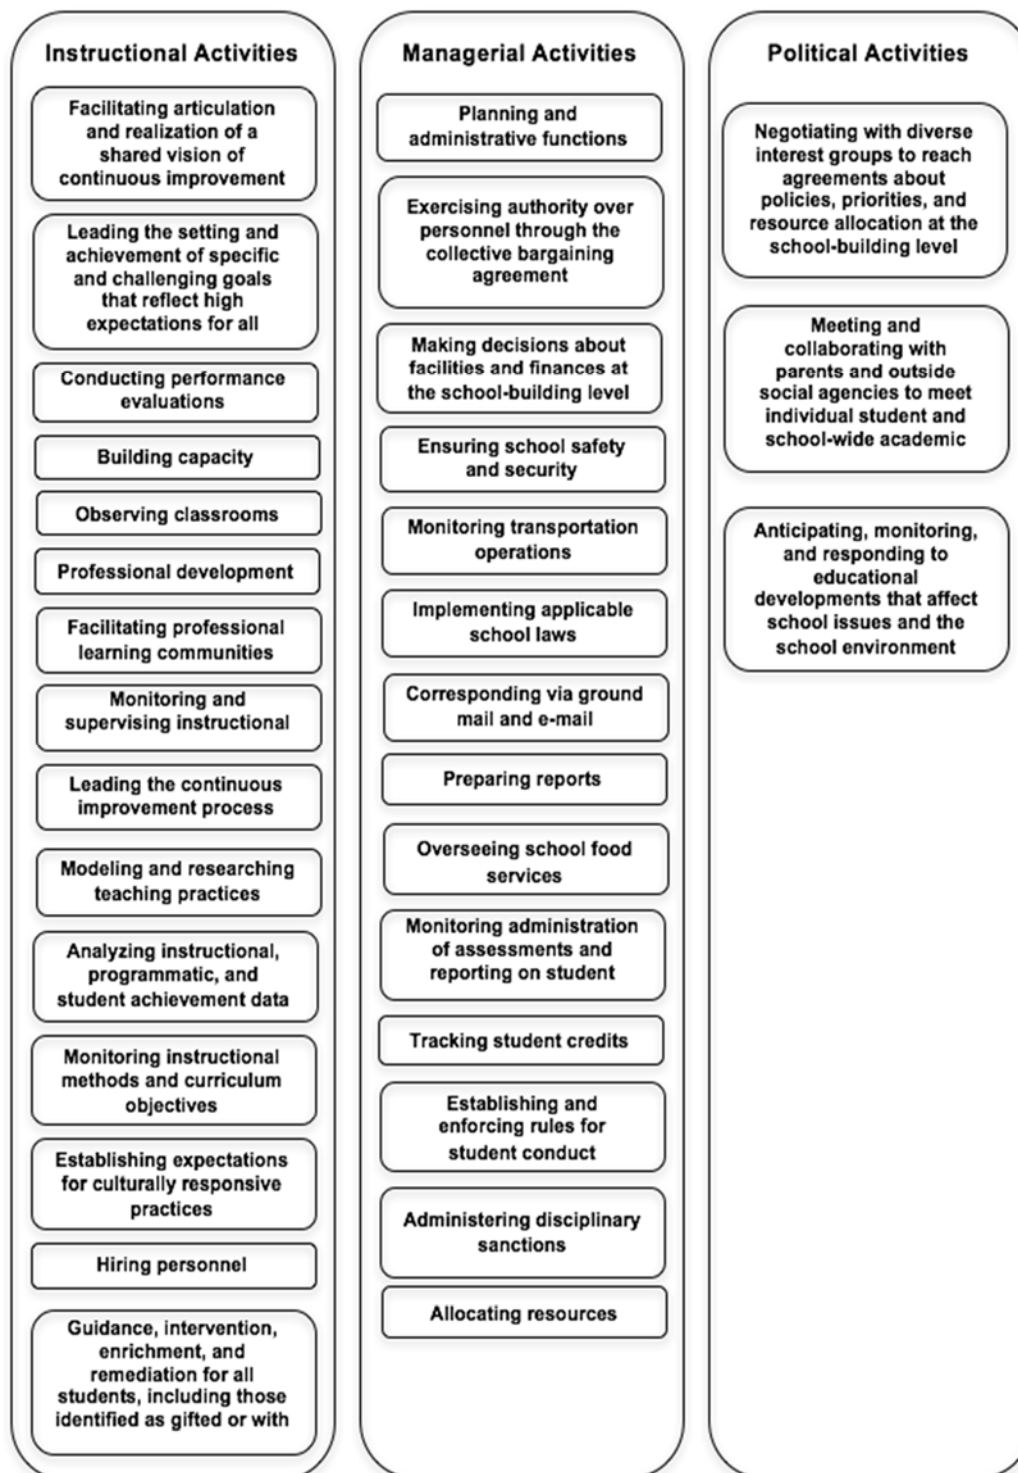 Instructional Activities
Facilitating articulation
and realization of a
shared vision of
continuous improvement
Leading the setting and
achievement of specific
and challenging goals
that reflect high
expectations for all
Conducting performance
evaluations
Building capacity
Observing classrooms
Professional development
Facilitating professional
learning communities
Monitoring and
supervising instructional
Leading the continuous
improvement process
Modeling and researching
teaching practices
Analyzing instructional,
programmatic, and
student achievement data
Monitoring instructional
methods and curriculum
objectives
Establishing expectations
for culturally responsive
practices
Hiring personnel
Guidance, intervention,
enrichment, and
remediation for all
students, including those
identified as gifted or with
Managerial Activities
Planning and
administrative functions
Exercising authority over
personnel through the
collective bargaining
agreement
Making decisions about
facilities and finances at
the school-building level
Ensuring school safety
and security
Monitoring transportation
operations
Implementing applicable
school laws
Corresponding via ground
mail and e-mail
Preparing reports
Overseeing school food
services
Monitoring administration
of assessments and
reporting on student
Tracking student credits
Establishing and
enforcing rules for
student conduct
Administering disciplinary
sanctions
Allocating resources
Political Activities
Negotiating with diverse
interest groups to reach
agreements about
policies, priorities, and
resource allocation at the
school-building level
Meeting and
collaborating with
parents and outside
social agencies to meet
individual student and
school-wide academic
Anticipating, monitoring,
and responding to
educational
developments that affect
school issues and the
school environment